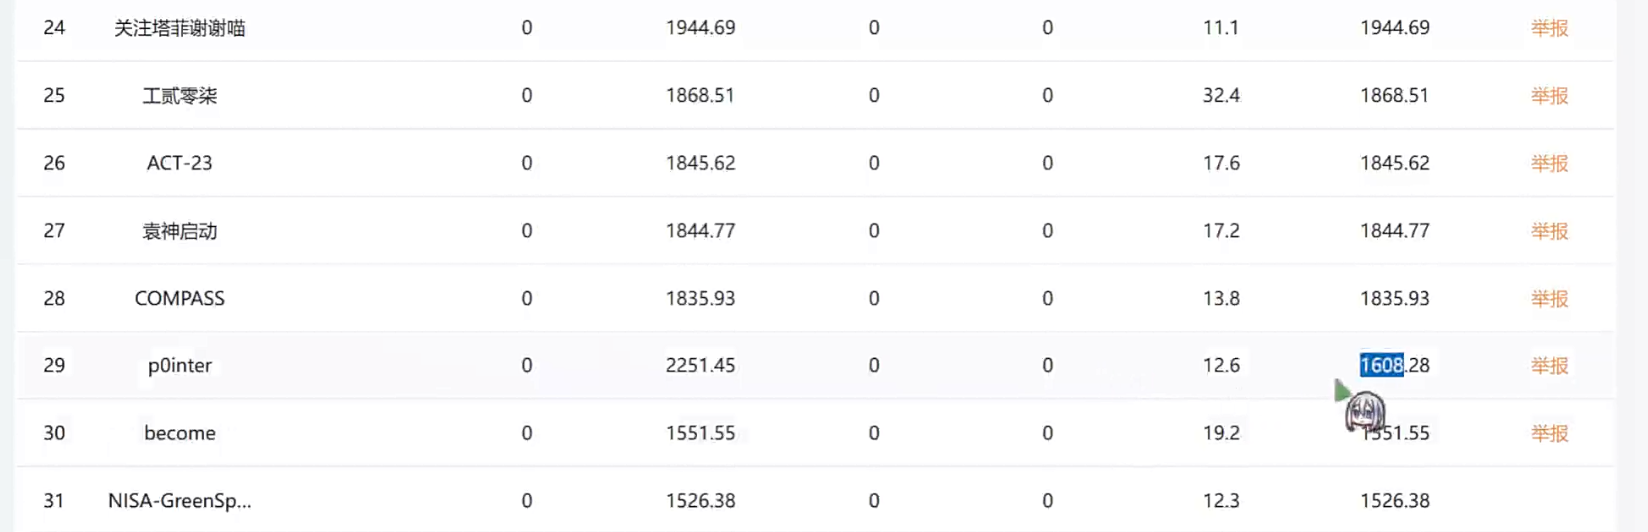 24 关注塔菲谢谢喵 0 1944.69 0 0 11.1 1944.69 举报
25 工贰零柒 0 1868.51 0 0 32.4 1868.51 举报
26 ACT-23 0 1845.62 0 0 17.6 1845.62 举报
27 袁神启动 0 1844.77 0 0 17.2 1844.77 举报
28 COMPASS 0 1835.93 0 0 13.8 1835.93 举报
29 p0inter 0 2251.45 0 0 12.6 1608.28 举报
30 become 0 1551.55 0 0 19.2 1551.55 举报
31 NISA-GreenSp... 0 1526.38 0 0 12.3 1526.38